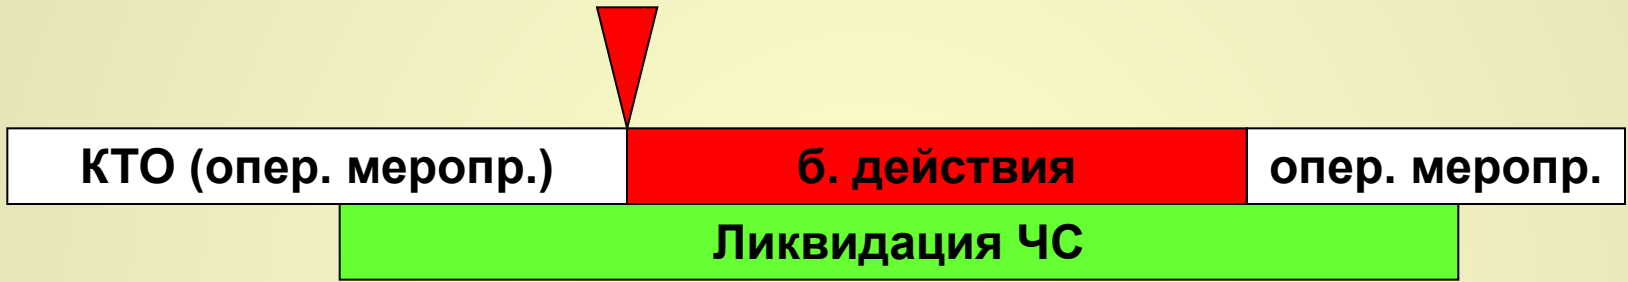 КТО (опер. меропр.) б. действия опер. меропр.
Ликвидация ЧС